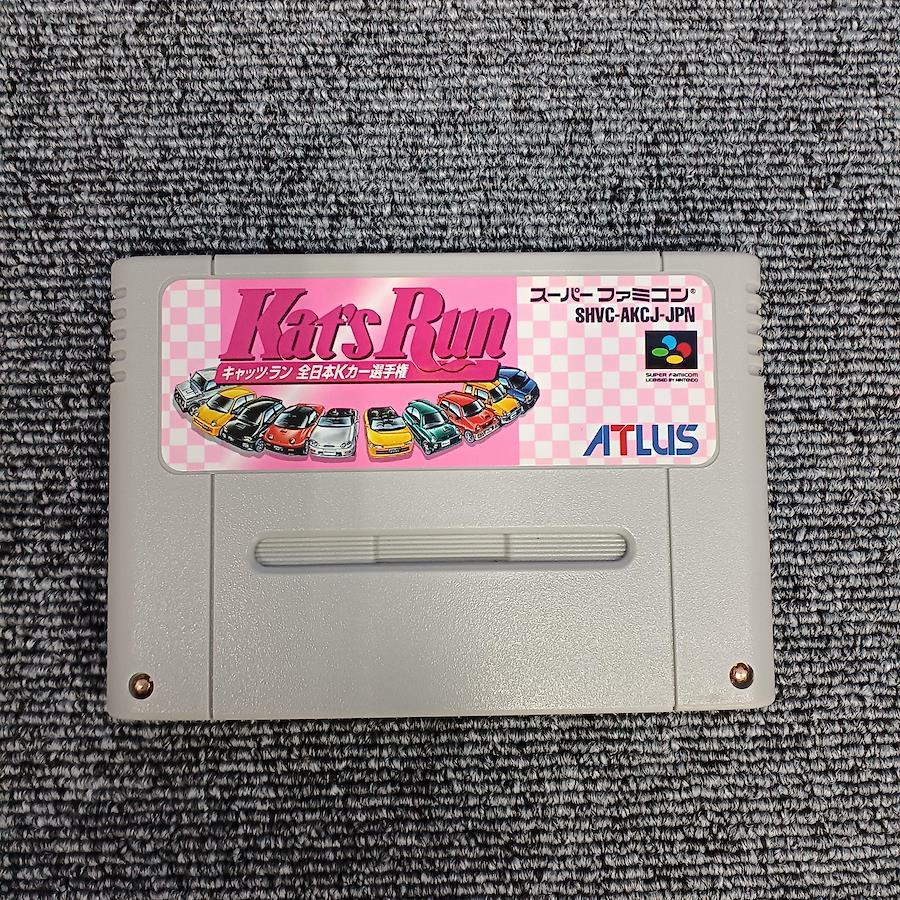 Kat's Run
キャッツ・ラン 全日本Kカー選手権
スーパーファミコン®
SHVC-AKCJ-JPN
SUPER FAMICOM
LICENSED BY NINTENDO
ATLUS